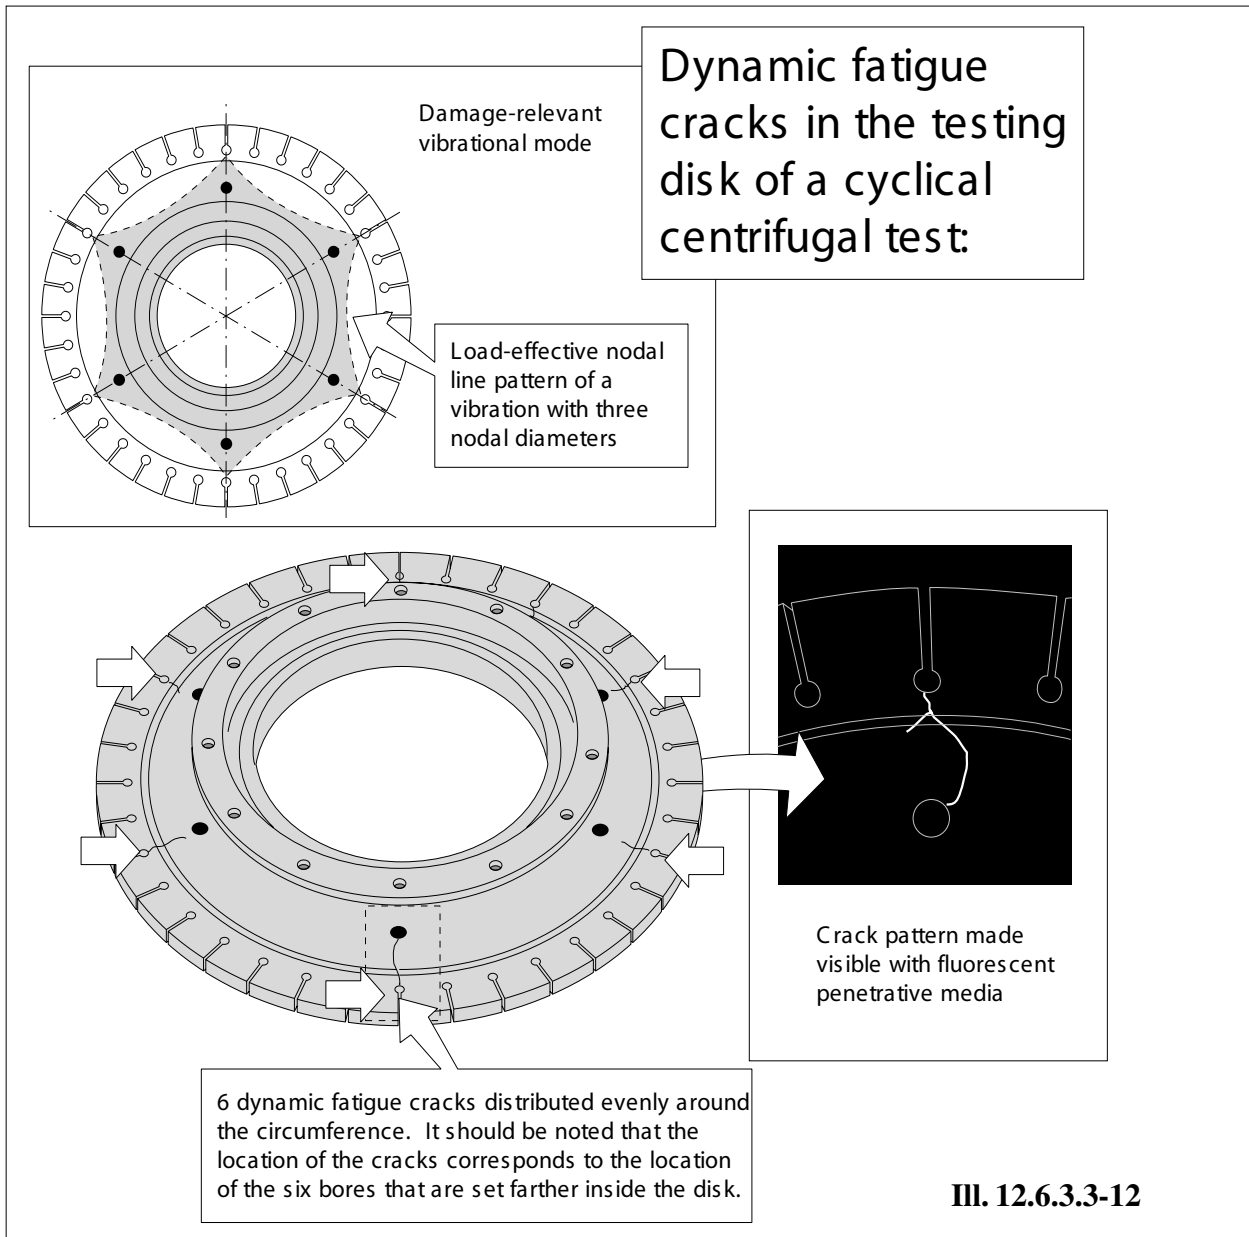 Dynamic fatigue
cracks in the testing
disk of a cyclical
centrifugal test:
Damage-relevant
vibrational mode
Load-effective nodal
line pattern of a
vibration with three
nodal diameters
Crack pattern made
visible with fluorescent
penetrative media
6 dynamic fatigue cracks distributed evenly around
the circumference. It should be noted that the
location of the cracks corresponds to the location
of the six bores that are set farther inside the disk.
Ill. 12.6.3.3-12